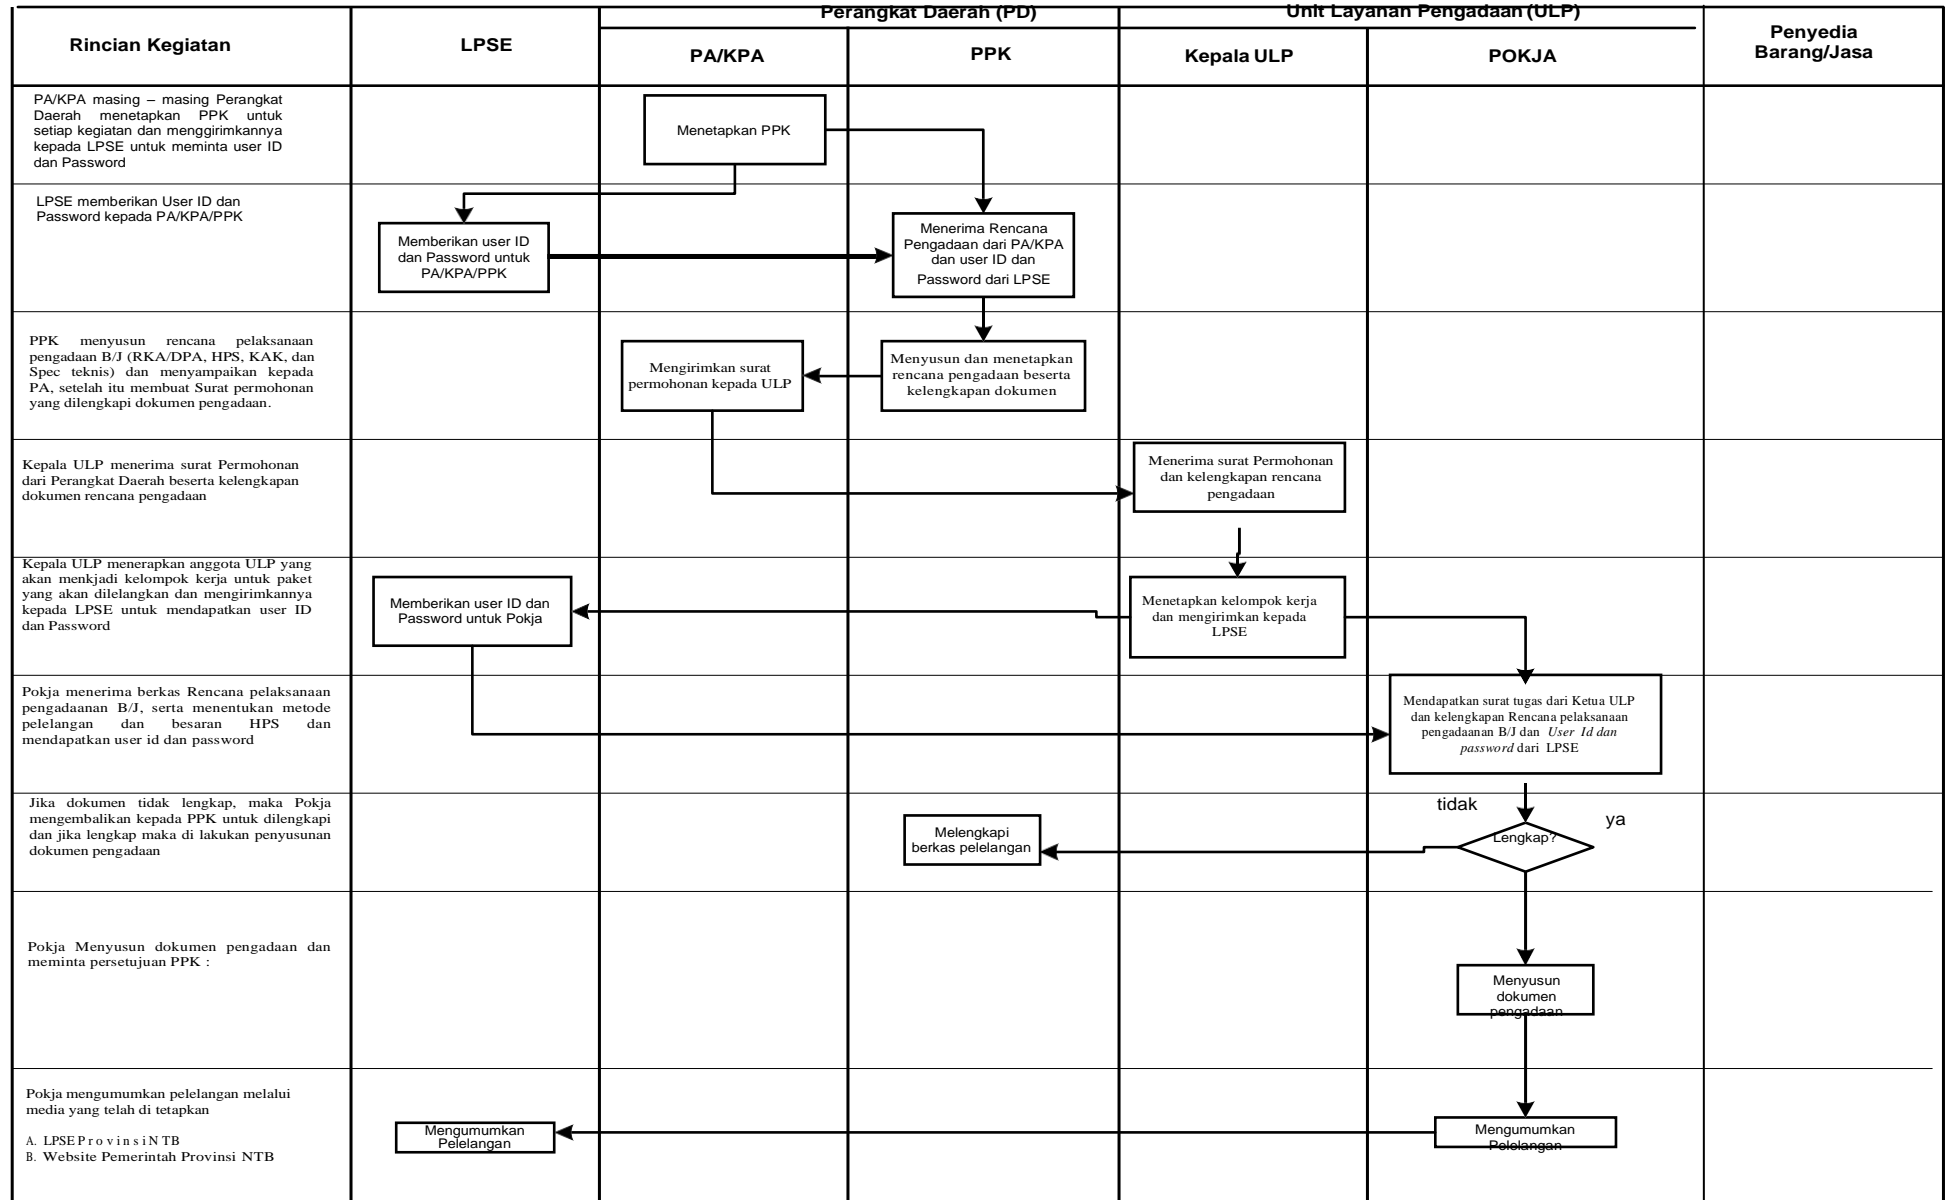 Perangkat Daerah (PD)
Unit Layanan Pengadaan (ULP)
Rincian Kegiatan
LPSE
PA/KPA
PPK
Kepala ULP
POKJA
Penyedia
Barang/Jasa
PA/KPA masing – masing Perangkat
Daerah menetapkan PPK untuk
setiap kegiatan dan menggirimkannya
kepada LPSE untuk meminta user ID
dan Password
Menetapkan PPK
LPSE memberikan User ID dan
Password kepada PA/KPA/PPK
Memberikan user ID
dan Password untuk
PA/KPA/PPK
Menerima Rencana
Pengadaan dari PA/KPA
dan user ID dan
Password dari LPSE
PPK menyusun rencana pelaksanaan
pengadaan B/J (RKA/DPA, HPS, KAK, dan
Spec teknis) dan menyampaikan kepada
PA, setelah itu membuat Surat permohonan
yang dilengkapi dokumen pengadaan.
Mengirimkan surat
permohonan kepada ULP
Menyusun dan menetapkan
rencana pengadaan beserta
kelengkapan dokumen
Kepala ULP menerima surat Permohonan
dari Perangkat Daerah beserta kelengkapan
dokumen rencana pengadaan
Menerima surat Permohonan
dan kelengkapan rencana
pengadaan
Kepala ULP menerapkan anggota ULP yang
akan menkjadi kelompok kerja untuk paket
yang akan dilelangkan dan mengirimkannya
kepada LPSE untuk mendapatkan user ID
dan Password
Memberikan user ID dan
Password untuk Pokja
Menetapkan kelompok kerja
dan mengirimkan kepada
LPSE
Pokja menerima berkas Rencana pelaksanaan
pengadaanan B/J, serta menentukan metode
pelelangan dan besaran HPS dan
mendapatkan user id dan password
Mendapatkan surat tugas dari Ketua ULP
dan kelengkapan Rencana pelaksanaan
pengadaanan B/J dan User Id dan
password dari LPSE
Jika dokumen tidak lengkap, maka Pokja
mengembalikan kepada PPK untuk dilengkapi
dan jika lengkap maka di lakukan penyusunan
dokumen pengadaan
Melengkapi
berkas pelelangan
tidak
ya
Lengkap?
Pokja Menyusun dokumen pengadaan dan
meminta persetujuan PPK :
Menyusun
dokumen
pengadaan
Pokja mengumumkan pelelangan melalui
media yang telah di tetapkan
A. LPSE Provinsi NTB
B. Website Pemerintah Provinsi NTB
Mengumumkan
Pelelangan
Mengumumkan
Pelelangan